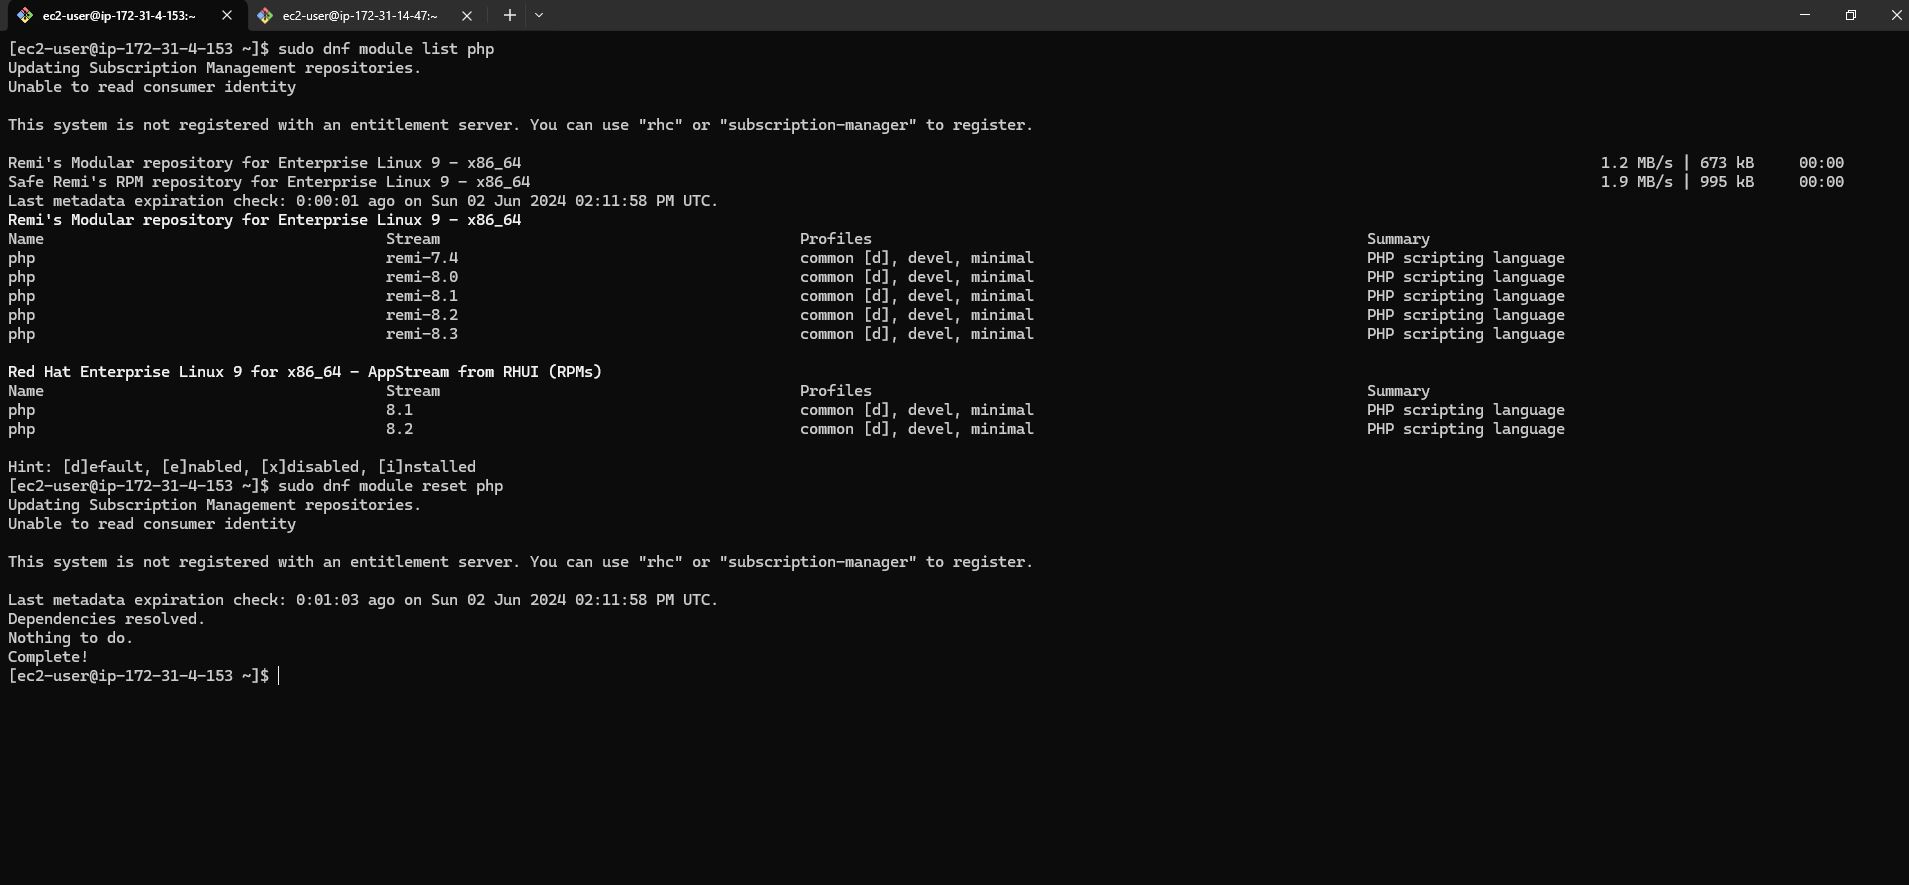 ec2-user@ip-172-31-4-153:~ ec2-user@ip-172-31-14-47:~
[ec2-user@ip-172-31-4-153 ~]$ sudo dnf module list php
Updating Subscription Management repositories.
Unable to read consumer identity
This system is not registered with an entitlement server. You can use "rhc" or "subscription-manager" to register.
Remi's Modular repository for Enterprise Linux 9 - x86_64 1.2 MB/s | 673 kB 00:00
Safe Remi's RPM repository for Enterprise Linux 9 - x86_64 1.9 MB/s | 995 kB 00:00
Last metadata expiration check: 0:00:01 ago on Sun 02 Jun 2024 02:11:58 PM UTC.
Remi's Modular repository for Enterprise Linux 9 - x86_64
Name Stream Profiles Summary
php remi-7.4 common [d], devel, minimal PHP scripting language
php remi-8.0 common [d], devel, minimal PHP scripting language
php remi-8.1 common [d], devel, minimal PHP scripting language
php remi-8.2 common [d], devel, minimal PHP scripting language
php remi-8.3 common [d], devel, minimal PHP scripting language
Red Hat Enterprise Linux 9 for x86_64 - AppStream from RHUI (RPMs)
Name Stream Profiles Summary
php 8.1 common [d], devel, minimal PHP scripting language
php 8.2 common [d], devel, minimal PHP scripting language
Hint: [d]efault, [e]nabled, [x]disabled, [i]nstalled
[ec2-user@ip-172-31-4-153 ~]$ sudo dnf module reset php
Updating Subscription Management repositories.
Unable to read consumer identity
This system is not registered with an entitlement server. You can use "rhc" or "subscription-manager" to register.
Last metadata expiration check: 0:01:03 ago on Sun 02 Jun 2024 02:11:58 PM UTC.
Dependencies resolved.
Nothing to do.
Complete!
[ec2-user@ip-172-31-4-153 ~]$